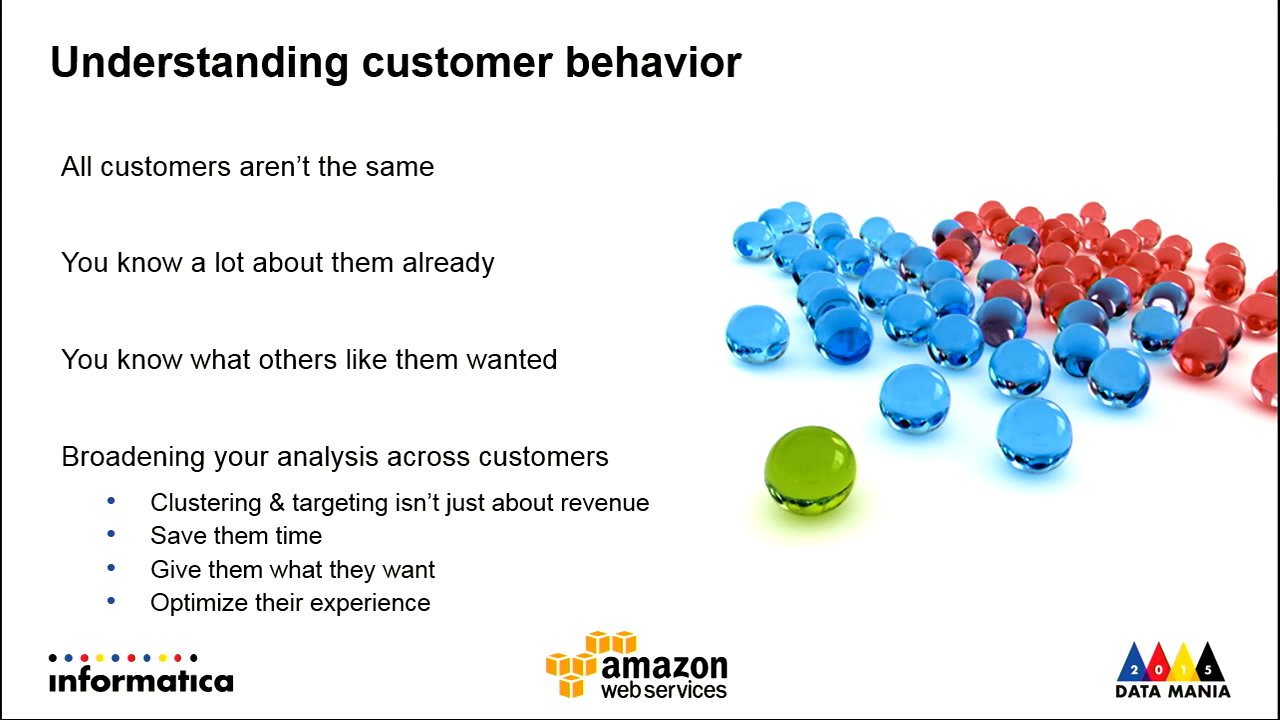 Understanding customer behavior
All customers aren’t the same
You know a lot about them already
You know what others like them wanted
Broadening your analysis across customers
• Clustering & targeting isn’t just about revenue
• Save them time
• Give them what they want
• Optimize their experience
informatica
amazon
web services
2015
DATA MANIA